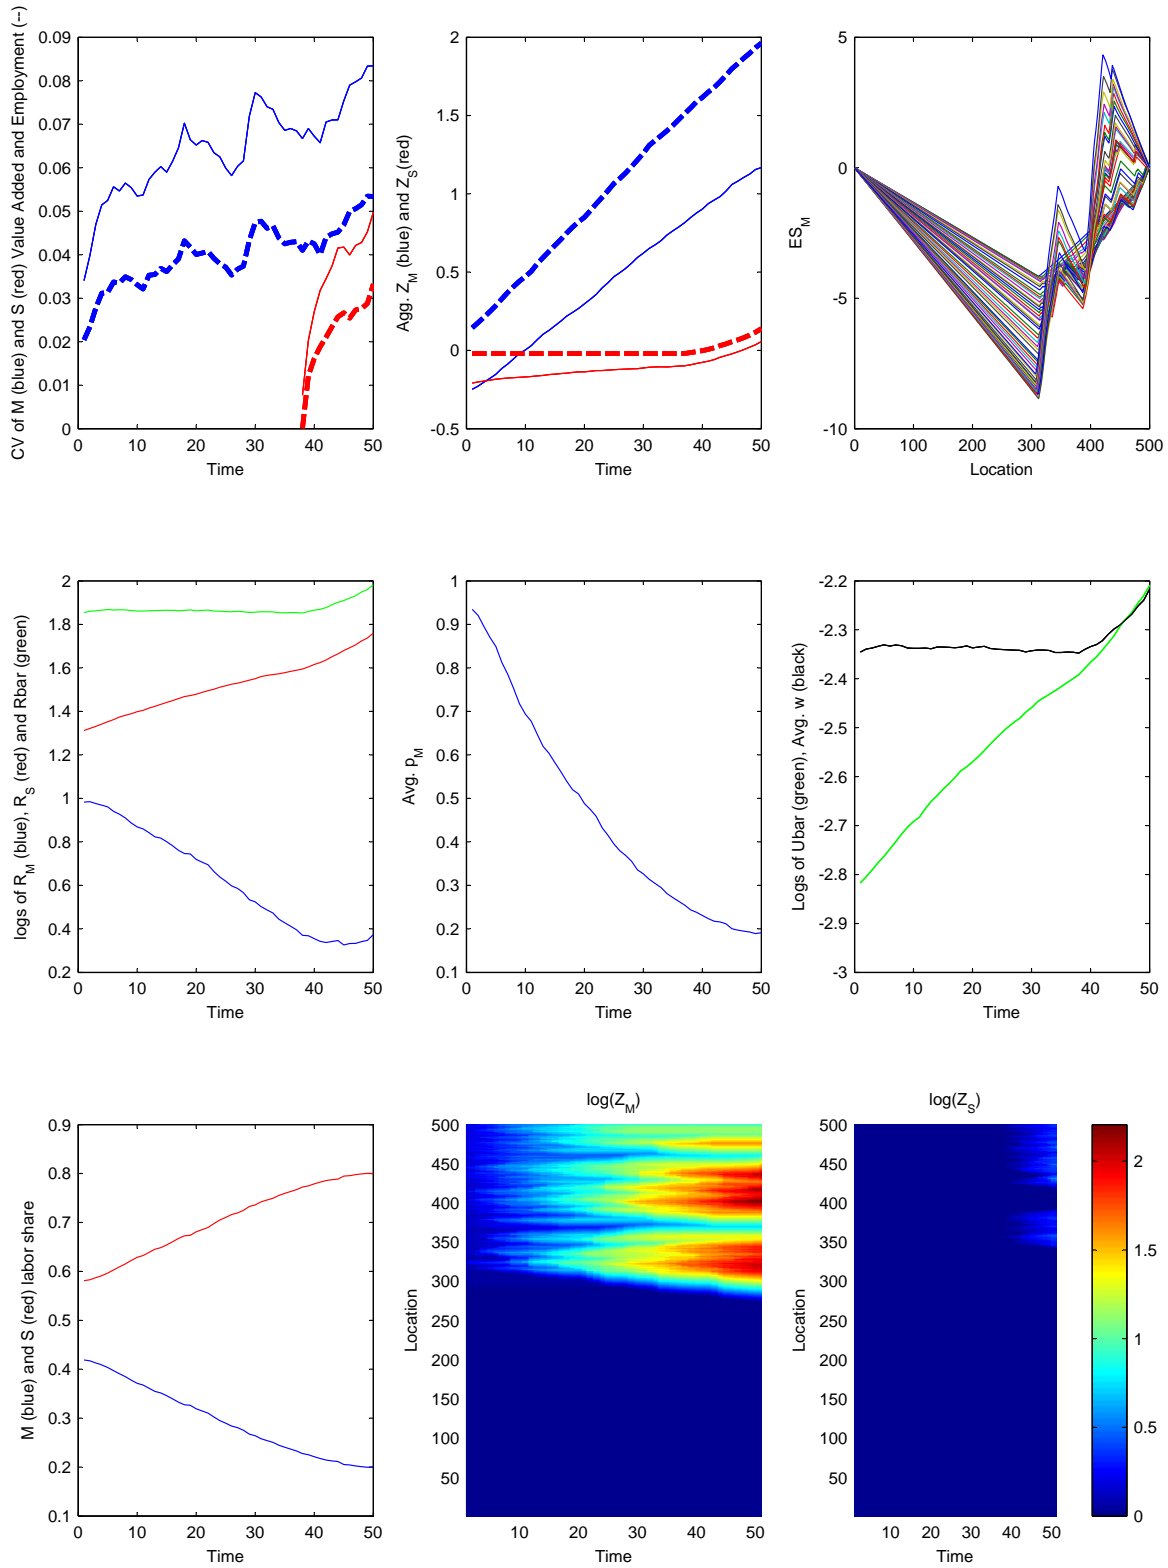 CV of M (blue) and S (red) Value Added and Employment (--)
0.09
0.08
0.07
0.06
0.05
0.04
0.03
0.02
0.01
0
0 10 20 30 40 50
Time
Agg. Z_M (blue) and Z_S (red)
2
1.5
1
0.5
0
-0.5
0 10 20 30 40 50
Time
ES_M
5
0
-5
-10
0 100 200 300 400 500
Location
logs of R_M (blue), R_S (red) and Rbar (green)
2
1.8
1.6
1.4
1.2
1
0.8
0.6
0.4
0.2
0 10 20 30 40 50
Time
Avg. p_M
1
0.9
0.8
0.7
0.6
0.5
0.4
0.3
0.2
0.1
0 10 20 30 40 50
Time
Logs of Ubar (green), Avg. w (black)
-2.2
-2.3
-2.4
-2.5
-2.6
-2.7
-2.8
-2.9
-3
0 10 20 30 40 50
Time
M (blue) and S (red) labor share
0.9
0.8
0.7
0.6
0.5
0.4
0.3
0.2
0.1
0 10 20 30 40 50
Time
log(Z_M)
Location
500
450
400
350
300
250
200
150
100
50
10 20 30 40 50
Time
log(Z_S)
Location
500
450
400
350
300
250
200
150
100
50
10 20 30 40 50
Time
2
1.5
1
0.5
0